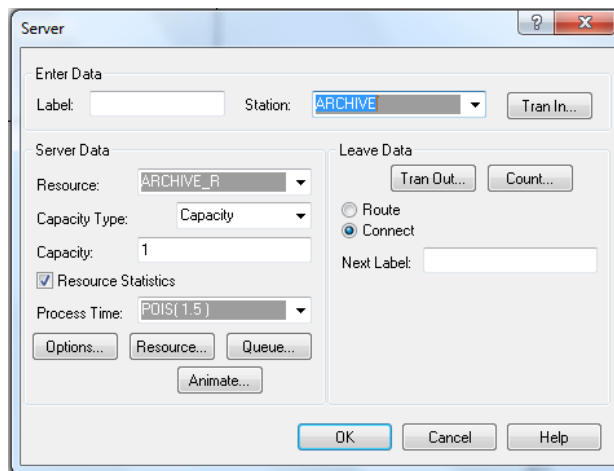 Server
?
X
Enter Data
Label:
Station: ARCHIVE
Tran In...
Server Data
Resource: ARCHIVE_R
Capacity Type: Capacity
Capacity: 1
Resource Statistics
Process Time: POIS( 1.5 )
Options... Resource... Queue...
Animate...
Leave Data
Tran Out... Count...
Route
Connect
Next Label:
OK Cancel Help